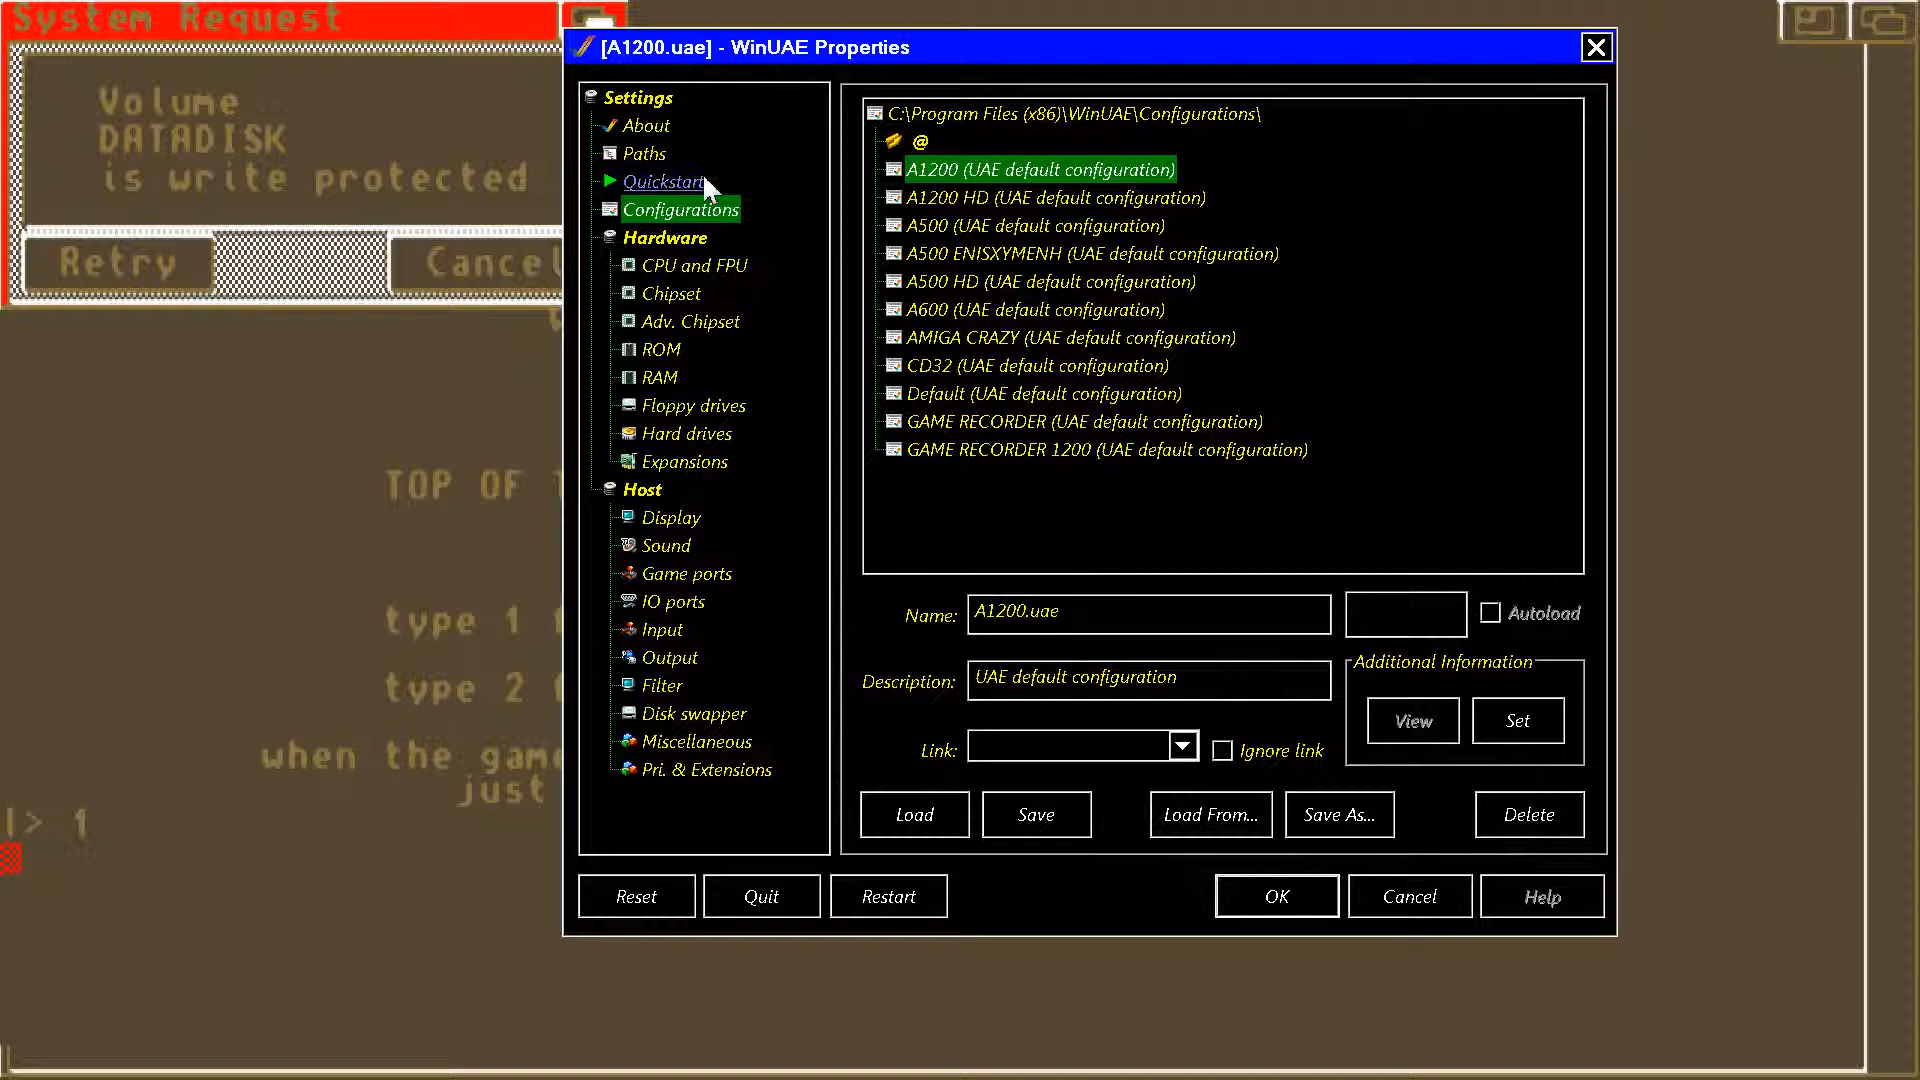 System Request
Volume
DATADISK
is write protected
Retry
Cancel
TOP OF
type 1
type 2
when the game
just
1> 1
[A1200.uae] - WinUAE Properties
Settings
About
Paths
Quickstart
Configurations
Hardware
CPU and FPU
Chipset
Adv. Chipset
ROM
RAM
Floppy drives
Hard drives
Expansions
Host
Display
Sound
Game ports
IO ports
Input
Output
Filter
Disk swapper
Miscellaneous
Pri. & Extensions
C:\Program Files (x86)\WinUAE\Configurations\
@
A1200 (UAE default configuration)
A1200 HD (UAE default configuration)
A500 (UAE default configuration)
A500 ENISXYMENH (UAE default configuration)
A500 HD (UAE default configuration)
A600 (UAE default configuration)
AMIGA CRAZY (UAE default configuration)
CD32 (UAE default configuration)
Default (UAE default configuration)
GAME RECORDER (UAE default configuration)
GAME RECORDER 1200 (UAE default configuration)
Name: A1200.uae
Autoload
Description: UAE default configuration
Additional Information
View Set
Link:
Ignore link
Load Save Load From... Save As... Delete
Reset Quit Restart OK Cancel Help